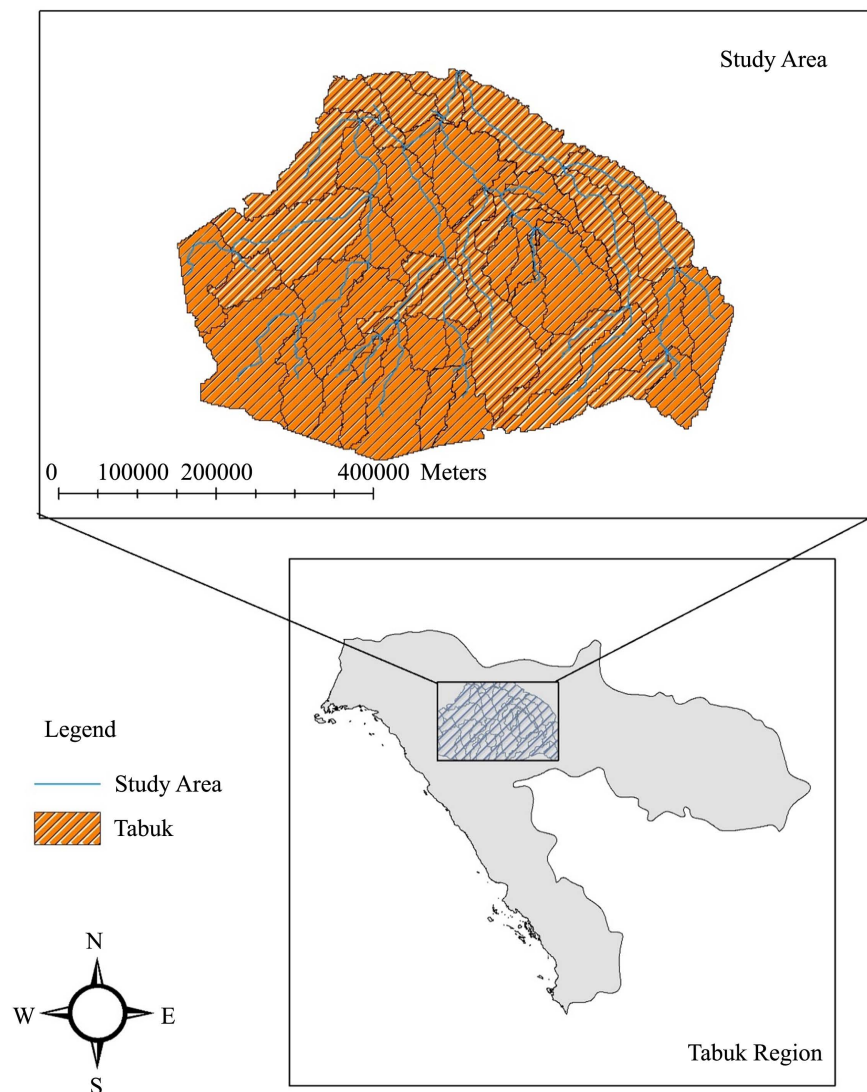 Study Area
0 100000 200000 400000 Meters
Legend
Study Area
Tabuk
N
W E
S
Tabuk Region